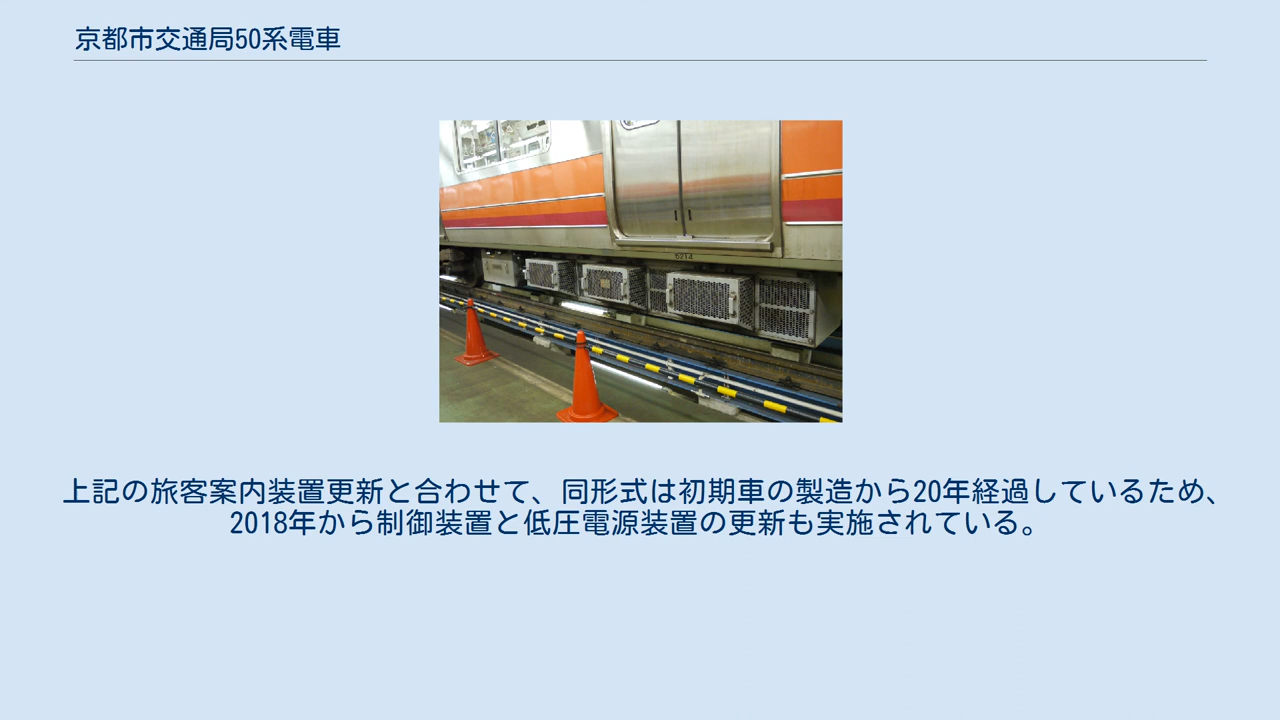 京都市交通局50系電車
5214
上記の旅客案内装置更新と合わせて、同形式は初期車の製造から20年経過しているため、
2018年から制御装置と低圧電源装置の更新も実施されている。